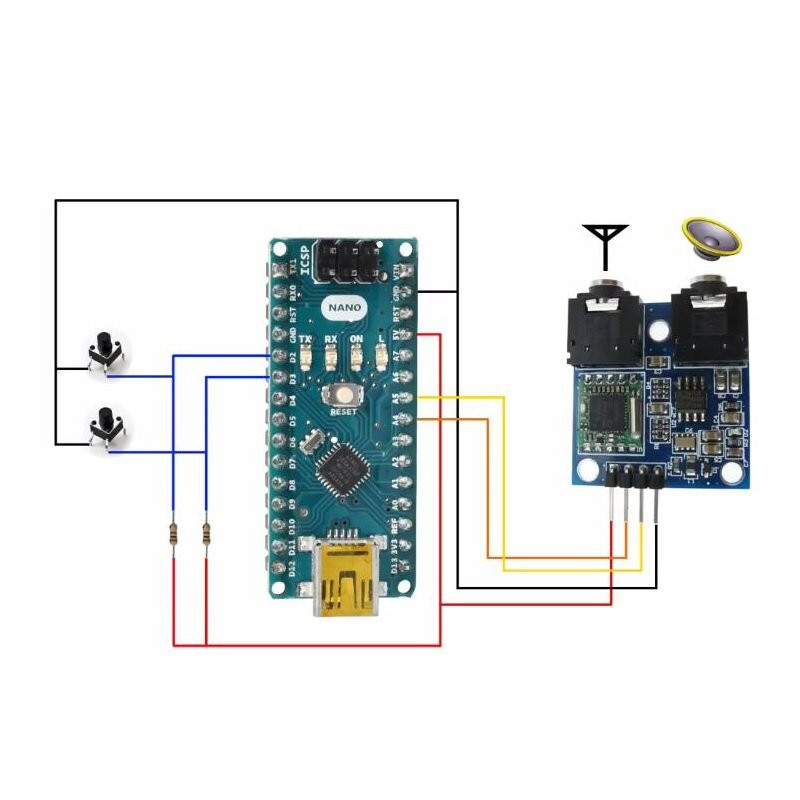 ICSP
NANO
TX RX ON L
RESET
TX1
RX0
RST
GND
D2
D3
D4
D5
D6
D7
D8
D9
D10
D11
D12
VIN
GND
RST
5V
A7
A6
A5
A4
A3
A2
A1
A0
REF
3V3
D13